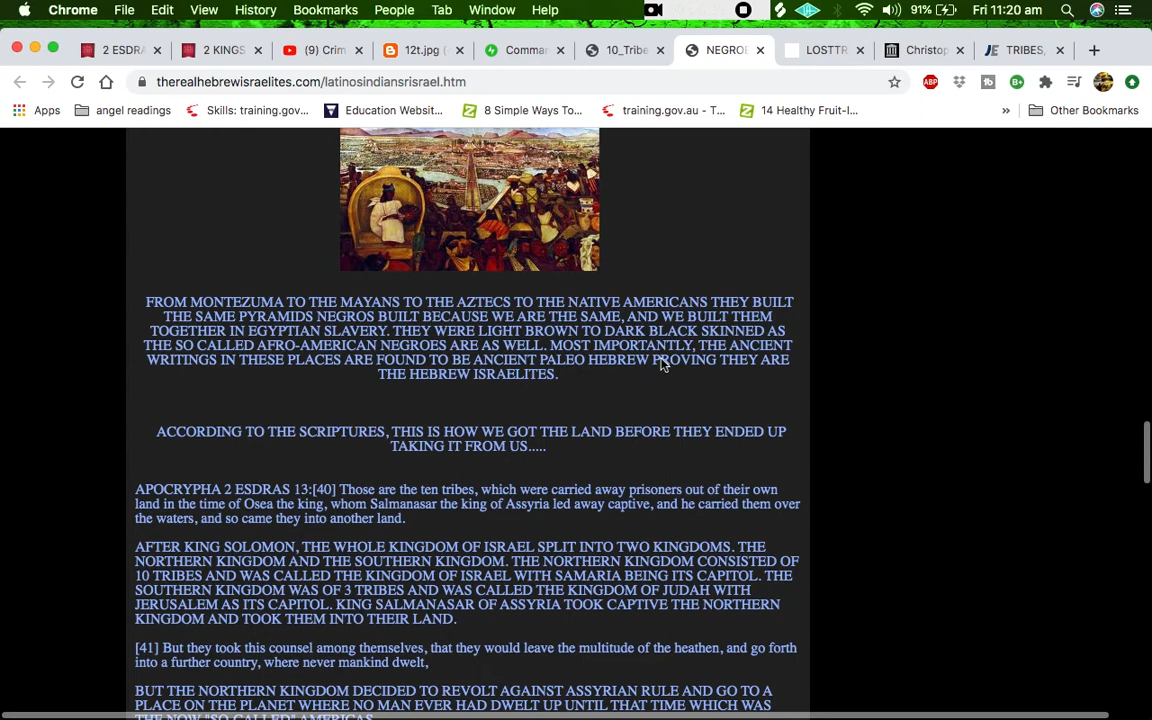 Chrome File Edit View History Bookmarks People Tab Window Help 91% Fri 11:20 am
2 ESDRA 2 KINGS (9) Crim 12t.jpg ( Comman 10_Tribe NEGROE LOSTTR Christop TRIBES,
therealhebrewisraelites.com/latinosindiansrisrael.htm
Apps angel readings Skills: training.gov... Education Website... 8 Simple Ways To... training.gov.au - T... 14 Healthy Fruit-I... » Other Bookmarks
FROM MONTEZUMA TO THE MAYANS TO THE AZTECS TO THE NATIVE AMERICANS THEY BUILT
THE SAME PYRAMIDS NEGROS BUILT BECAUSE WE ARE THE SAME, AND WE BUILT THEM
TOGETHER IN EGYPTIAN SLAVERY. THEY WERE LIGHT BROWN TO DARK BLACK SKINNED AS
THE SO CALLED AFRO-AMERICAN NEGROES ARE AS WELL. MOST IMPORTANTLY, THE ANCIENT
WRITINGS IN THESE PLACES ARE FOUND TO BE ANCIENT PALEO HEBREW PROVING THEY ARE
THE HEBREW ISRAELITES.
ACCORDING TO THE SCRIPTURES, THIS IS HOW WE GOT THE LAND BEFORE THEY ENDED UP
TAKING IT FROM US.....
APOCRYPHA 2 ESDRAS 13:[40] Those are the ten tribes, which were carried away prisoners out of their own
land in the time of Osea the king, whom Salmanasar the king of Assyria led away captive, and he carried them over
the waters, and so came they into another land.
AFTER KING SOLOMON, THE WHOLE KINGDOM OF ISRAEL SPLIT INTO TWO KINGDOMS. THE
NORTHERN KINGDOM AND THE SOUTHERN KINGDOM. THE NORTHERN KINGDOM CONSISTED OF
10 TRIBES AND WAS CALLED THE KINGDOM OF ISRAEL WITH SAMARIA BEING ITS CAPITOL. THE
SOUTHERN KINGDOM WAS OF 3 TRIBES AND WAS CALLED THE KINGDOM OF JUDAH WITH
JERUSALEM AS ITS CAPITOL. KING SALMANASAR OF ASSYRIA TOOK CAPTIVE THE NORTHERN
KINGDOM AND TOOK THEM INTO THEIR LAND.
[41] But they took this counsel among themselves, that they would leave the multitude of the heathen, and go forth
into a further country, where never mankind dwelt,
BUT THE NORTHERN KINGDOM DECIDED TO REVOLT AGAINST ASSYRIAN RULE AND GO TO A
PLACE ON THE PLANET WHERE NO MAN EVER HAD DWELT UP UNTIL THAT TIME WHICH WAS
THE NOW "SO CALLED" AMERICAS